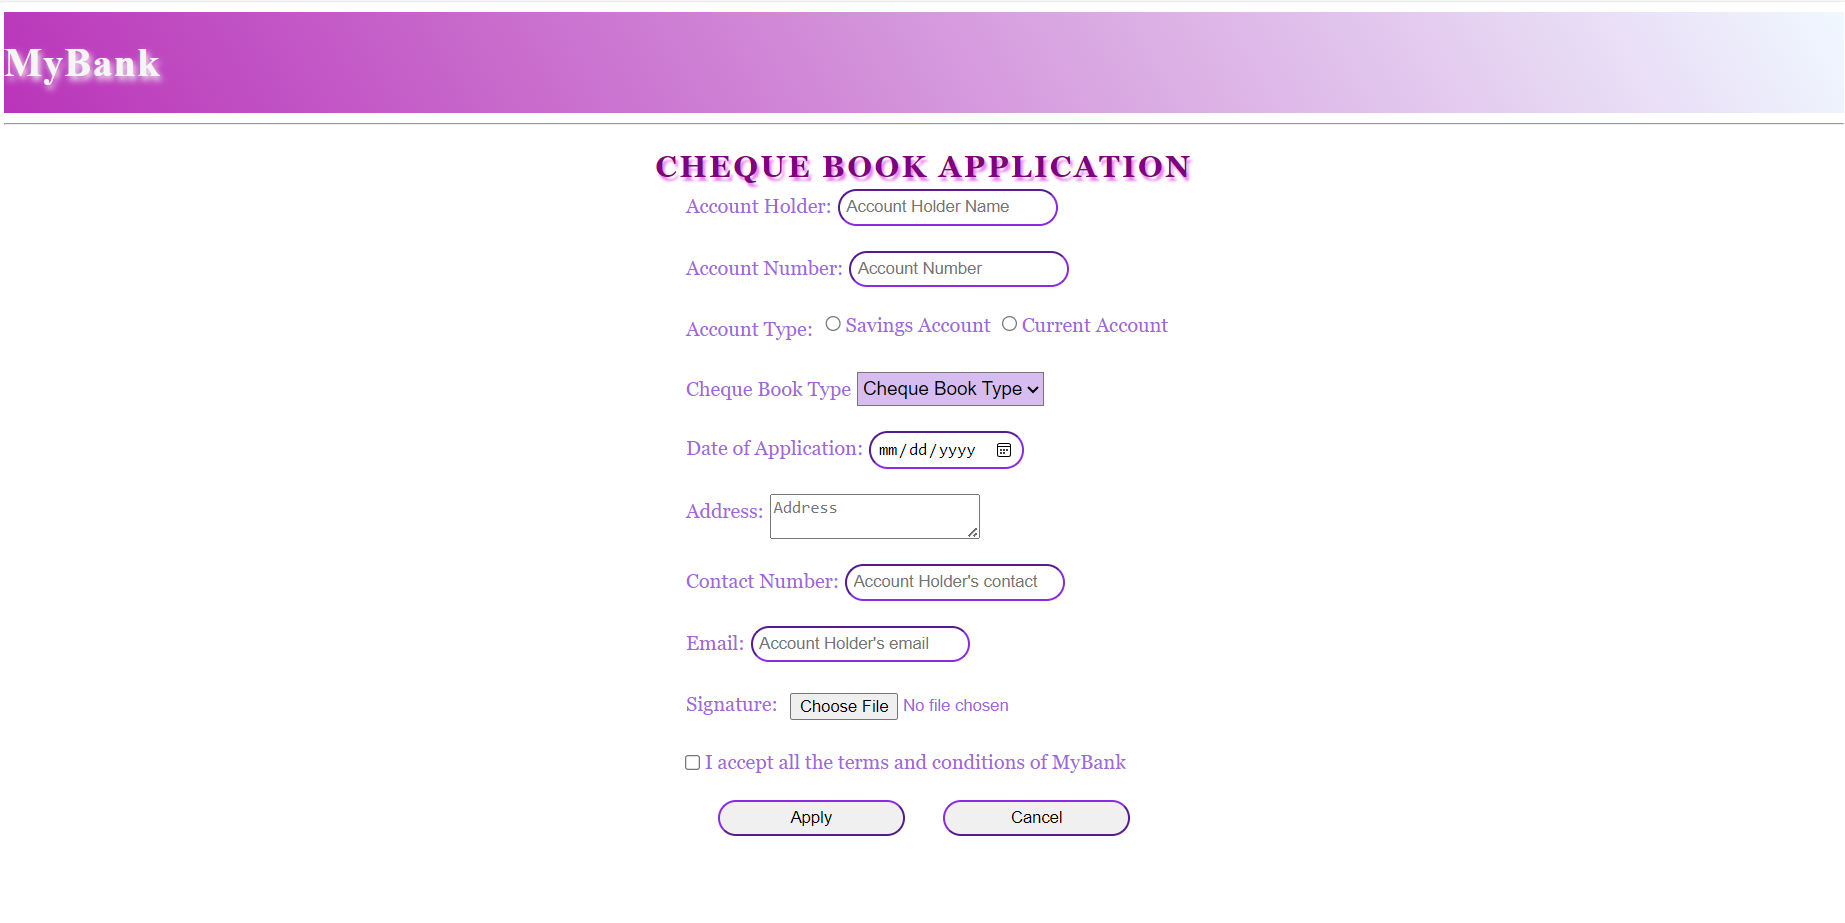 MyBank
CHEQUE BOOK APPLICATION
Account Holder: Account Holder Name
Account Number: Account Number
Account Type: Savings Account Current Account
Cheque Book Type Cheque Book Type
Date of Application: mm/dd/yyyy
Address: Address
Contact Number: Account Holder's contact
Email: Account Holder's email
Signature: Choose File No file chosen
I accept all the terms and conditions of MyBank
Apply Cancel